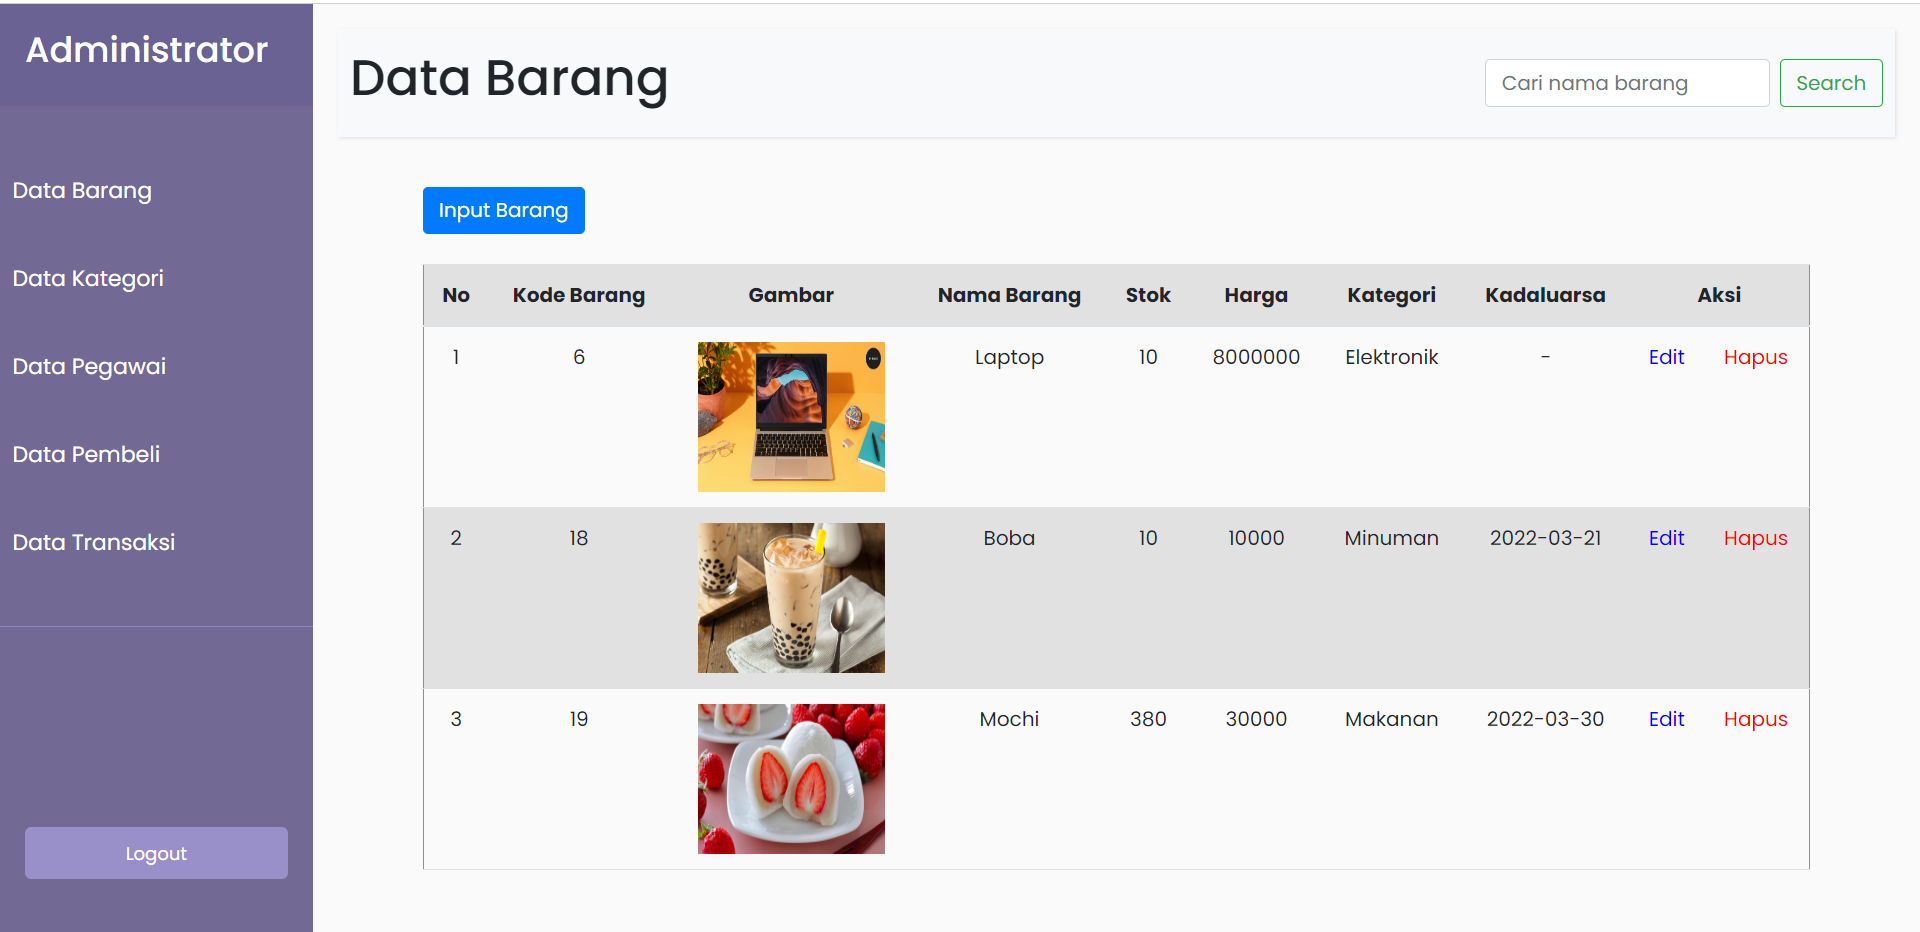 Administrator
Data Barang
Data Kategori
Data Pegawai
Data Pembeli
Data Transaksi
Logout
Data Barang
Cari nama barang Search
Input Barang
No Kode Barang Gambar Nama Barang Stok Harga Kategori Kadaluarsa Aksi
1 6 Laptop 10 8000000 Elektronik - Edit Hapus
2 18 Boba 10 10000 Minuman 2022-03-21 Edit Hapus
3 19 Mochi 380 30000 Makanan 2022-03-30 Edit Hapus